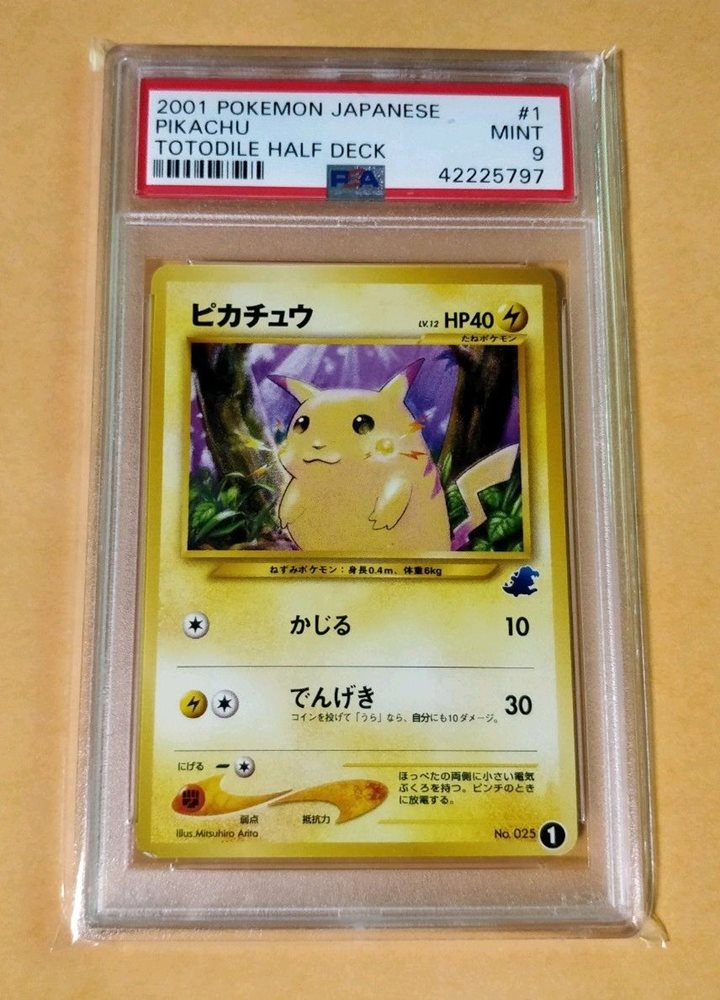 2001 POKEMON JAPANESE #1
PIKACHU MINT
TOTODILE HALF DECK 9
PSA 42225797
ピカチュウ LV.12 HP40
たねポケモン
ねずみポケモン：身長0.4m、体重6kg
かじる 10
でんげき 30
コインを投げて「うら」なら、自分にも10ダメージ。
にげる
ほっぺたの両側に小さい電気
ぶくろを持つ。ピンチのとき
に放電する。
弱点 抵抗力
Illus.Mitsuhiro Arita No. 025 1